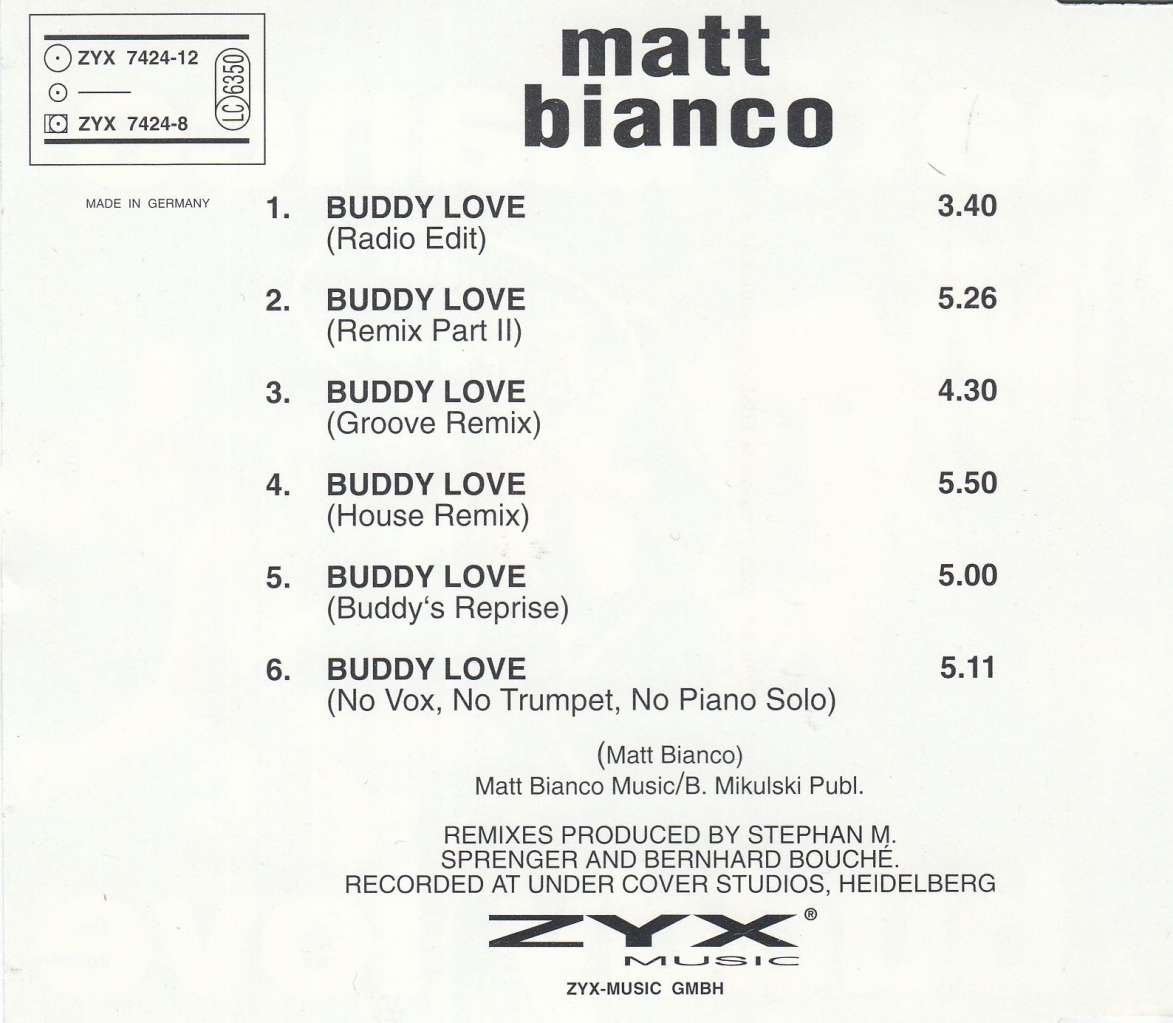 ZYX 7424-12
ZYX 7424-8
LC 6350
matt
bianco
MADE IN GERMANY
1. BUDDY LOVE 3.40
(Radio Edit)
2. BUDDY LOVE 5.26
(Remix Part II)
3. BUDDY LOVE 4.30
(Groove Remix)
4. BUDDY LOVE 5.50
(House Remix)
5. BUDDY LOVE 5.00
(Buddy‘s Reprise)
6. BUDDY LOVE 5.11
(No Vox, No Trumpet, No Piano Solo)
(Matt Bianco)
Matt Bianco Music/B. Mikulski Publ.
REMIXES PRODUCED BY STEPHAN M.
SPRENGER AND BERNHARD BOUCHÉ.
RECORDED AT UNDER COVER STUDIOS, HEIDELBERG
ZYX®
MUSIC
ZYX-MUSIC GMBH